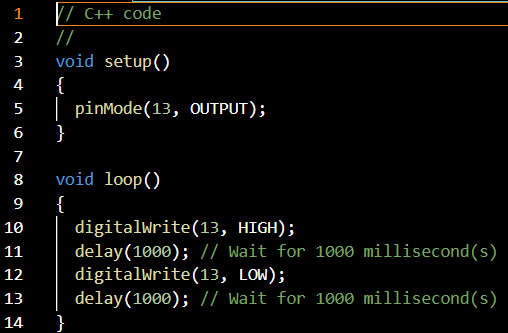 1 // C++ code
2 //
3 void setup()
4 {
5 pinMode(13, OUTPUT);
6 }
7
8 void loop()
9 {
10 digitalWrite(13, HIGH);
11 delay(1000); // Wait for 1000 millisecond(s)
12 digitalWrite(13, LOW);
13 delay(1000); // Wait for 1000 millisecond(s)
14 }